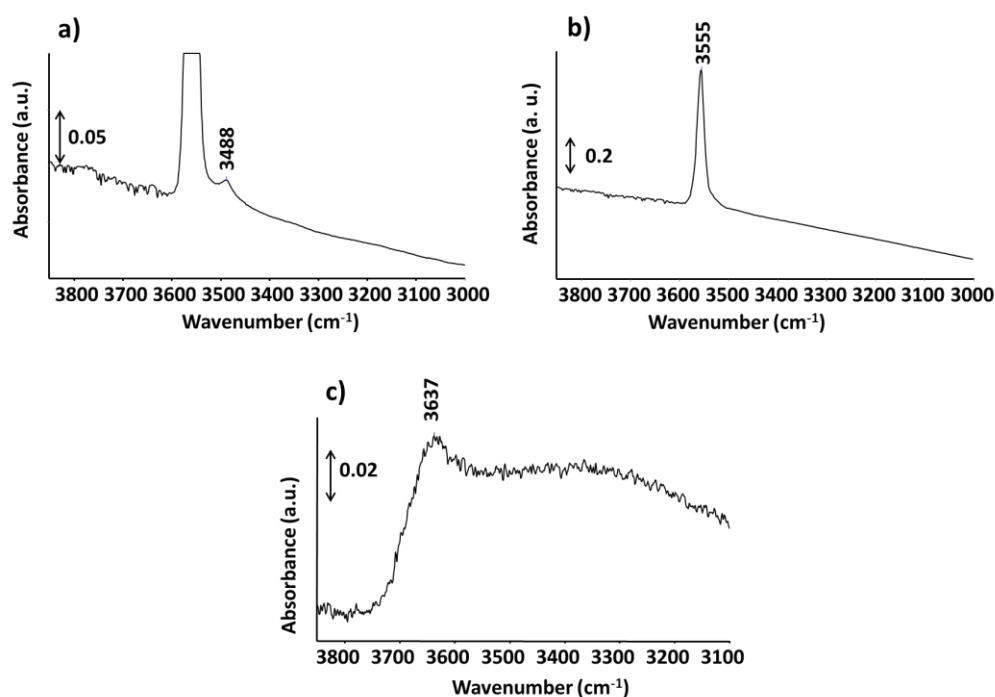 a)
Absorbance (a.u.)
0.05
3488
3800 3700 3600 3500 3400 3300 3200 3100 3000
Wavenumber (cm⁻¹)
b)
Absorbance (a. u.)
0.2
3555
3800 3700 3600 3500 3400 3300 3200 3100 3000
Wavenumber (cm⁻¹)
c)
Absorbance (a.u.)
0.02
3637
3800 3700 3600 3500 3400 3300 3200 3100
Wavenumber (cm⁻¹)